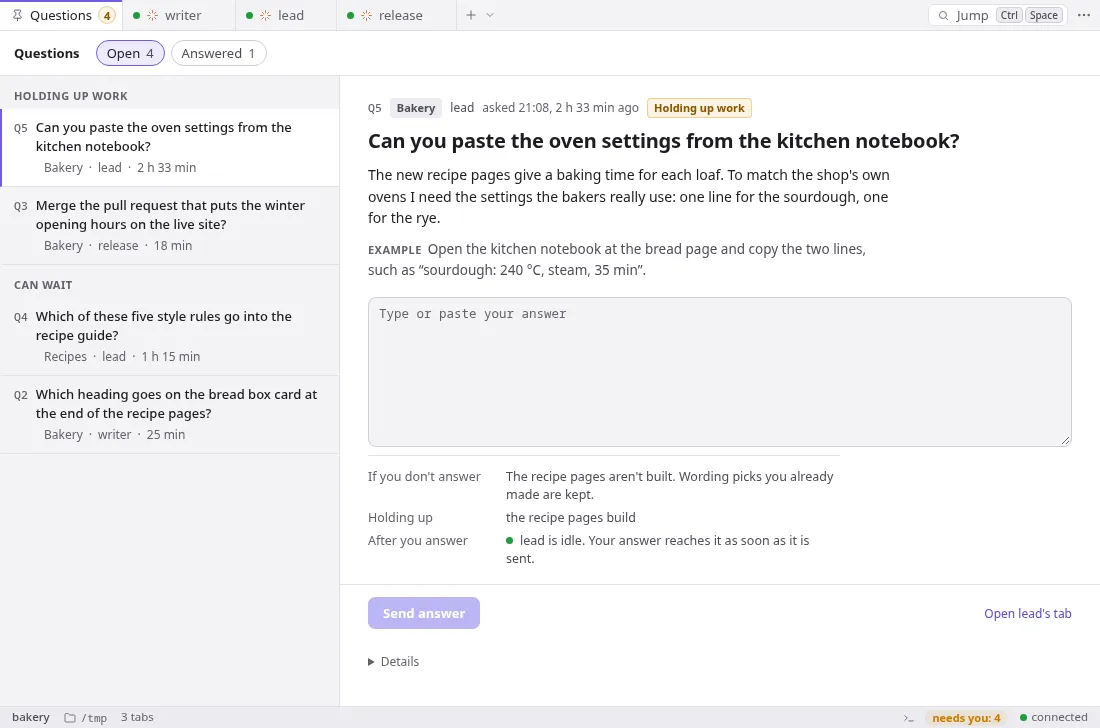 Questions 4 writer lead release Jump Ctrl Space
Questions Open 4 Answered 1
HOLDING UP WORK
Q5 Can you paste the oven settings from the
kitchen notebook?
Bakery · lead · 2 h 33 min
Q3 Merge the pull request that puts the winter
opening hours on the live site?
Bakery · release · 18 min
CAN WAIT
Q4 Which of these five style rules go into the
recipe guide?
Recipes · lead · 1 h 15 min
Q2 Which heading goes on the bread box card at
the end of the recipe pages?
Bakery · writer · 25 min
Q5 Bakery lead asked 21:08, 2 h 33 min ago Holding up work
Can you paste the oven settings from the kitchen notebook?
The new recipe pages give a baking time for each loaf. To match the shop's own
ovens I need the settings the bakers really use: one line for the sourdough, one
for the rye.
EXAMPLE Open the kitchen notebook at the bread page and copy the two lines,
such as “sourdough: 240 °C, steam, 35 min”.
Type or paste your answer
If you don't answer The recipe pages aren't built. Wording picks you already
made are kept.
Holding up the recipe pages build
After you answer lead is idle. Your answer reaches it as soon as it is
sent.
Send answer Open lead's tab
Details
bakery /tmp 3 tabs needs you: 4 connected